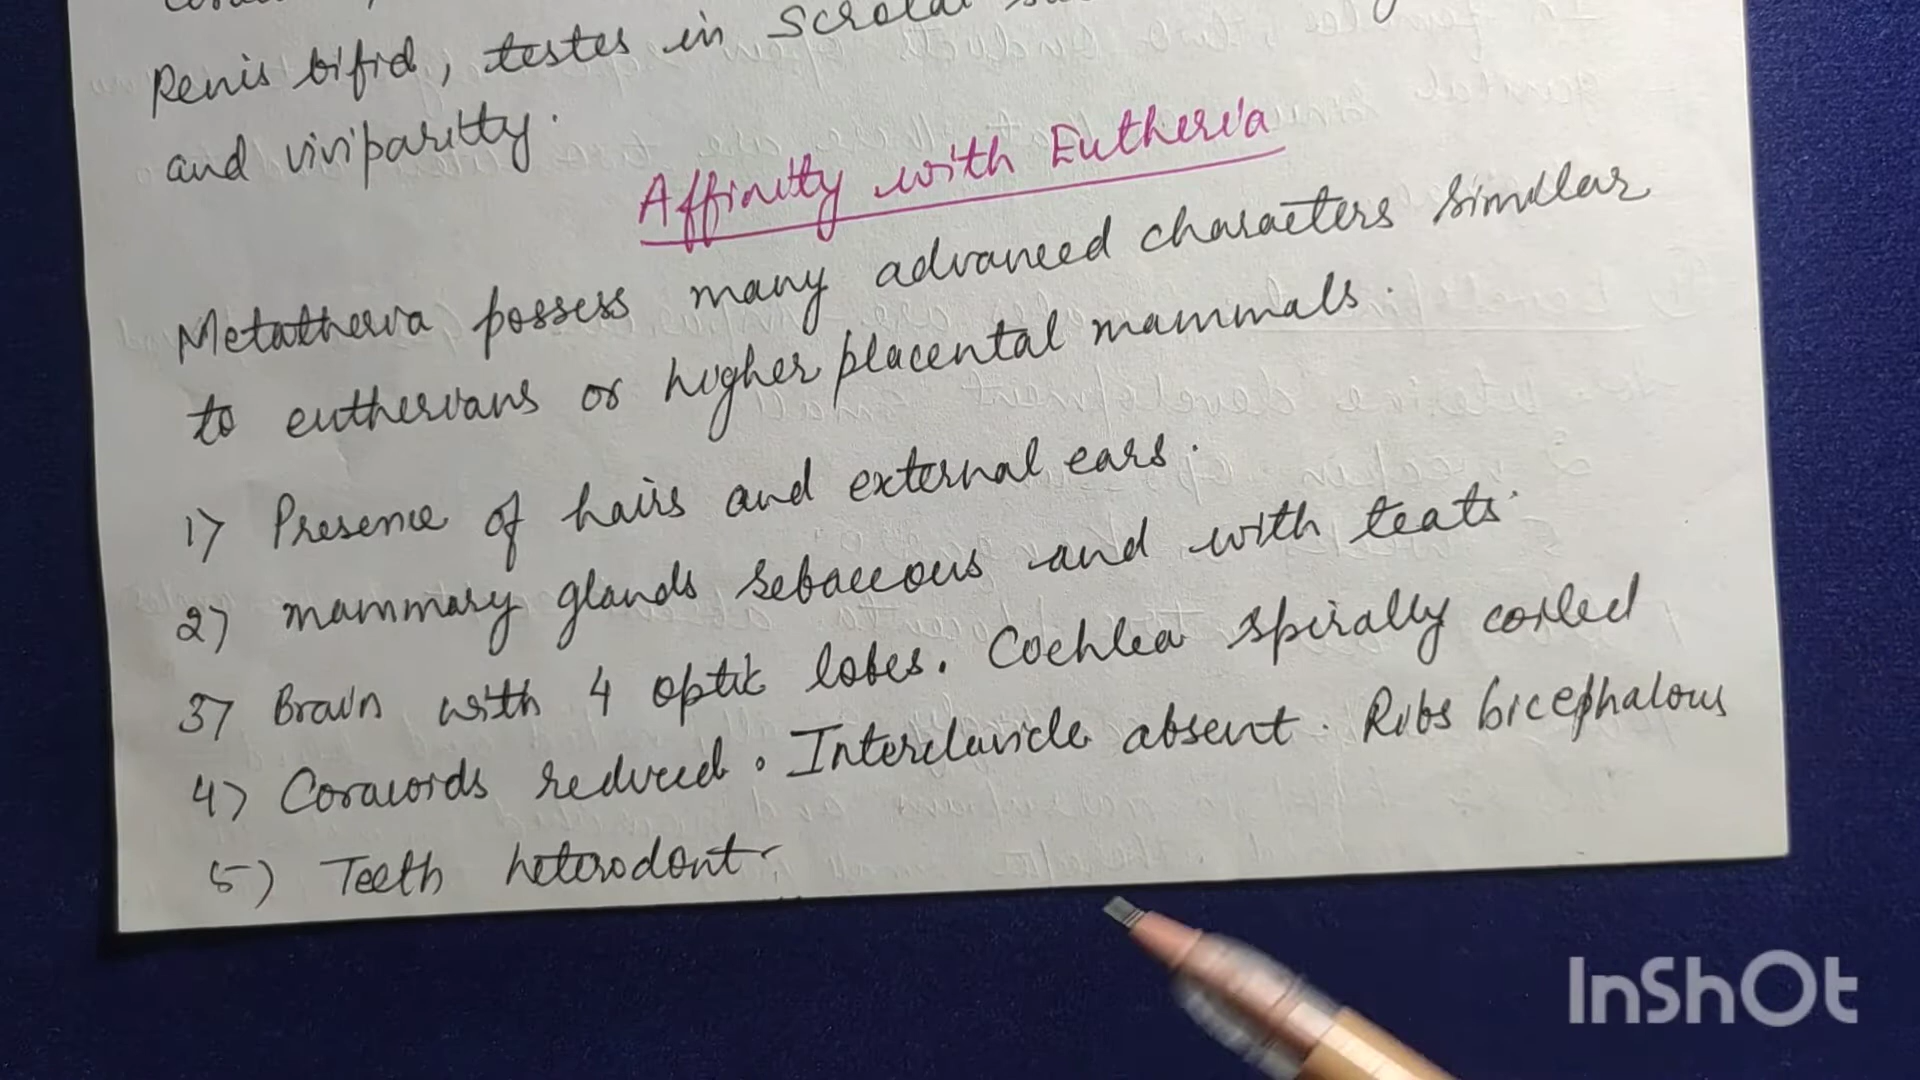 Penis bifid, testes in Scrotal
and viviparitty.
Affinity with Eutheria
Metatheria possess many advanced characters similar
to eutherians or higher placental mammals.
1) Presence of hairs and external ears.
2) mammary glands sebaceous and with teats.
3) Brain with 4 optic lobes. Cochlea spirally coiled
4) Coracoids reduced. Interclavicle absent. Ribs bicephalous
5) Teeth heterodont.
InShOt